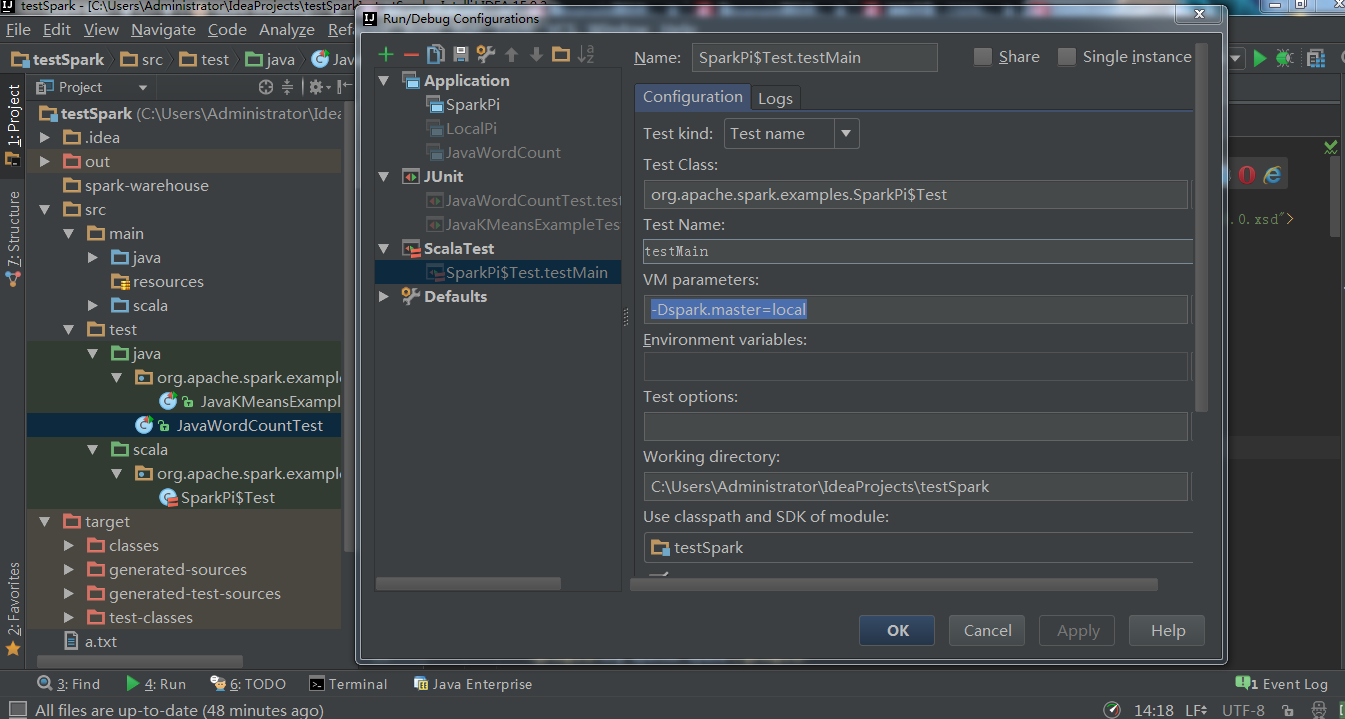 testSpark - [C:\Users\Administrator\IdeaProjects\testSpark
Run/Debug Configurations
File Edit View Navigate Code Analyze Ref
testSpark src test java Jav
Project
1: Project
7: Structure
2: Favorites
testSpark (C:\Users\Administrator\Idea
.idea
out
spark-warehouse
src
main
java
resources
scala
test
java
org.apache.spark.exampl
JavaKMeansExampl
JavaWordCountTest
scala
org.apache.spark.exampl
SparkPi$Test
target
classes
generated-sources
generated-test-sources
test-classes
a.txt
Application
SparkPi
LocalPi
JavaWordCount
JUnit
JavaWordCountTest.test
JavaKMeansExampleTes
ScalaTest
SparkPi$Test.testMain
Defaults
Name: SparkPi$Test.testMain Share Single instance
Configuration Logs
Test kind: Test name
Test Class:
org.apache.spark.examples.SparkPi$Test
Test Name:
testMain
VM parameters:
-Dspark.master=local
Environment variables:
Test options:
Working directory:
C:\Users\Administrator\IdeaProjects\testSpark
Use classpath and SDK of module:
testSpark
OK Cancel Apply Help
.0.xsd">
3: Find 4: Run 6: TODO Terminal Java Enterprise 1 Event Log
All files are up-to-date (48 minutes ago) 14:18 LF UTF-8